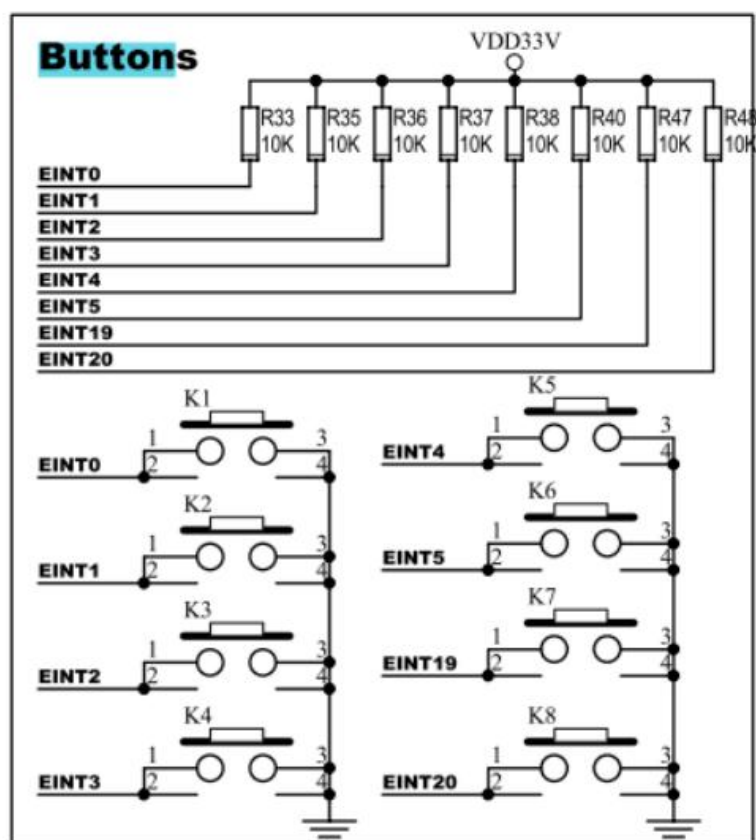 Buttons
VDD33V
R33 R35 R36 R37 R38 R40 R47 R48
10K 10K 10K 10K 10K 10K 10K 10K
EINT0
EINT1
EINT2
EINT3
EINT4
EINT5
EINT19
EINT20
K1
1 3
EINT0 2 4
K2
1 3
EINT1 2 4
K3
1 3
EINT2 2 4
K4
1 3
EINT3 2 4
K5
1 3
EINT4 2 4
K6
1 3
EINT5 2 4
K7
1 3
EINT19 2 4
K8
1 3
EINT20 2 4